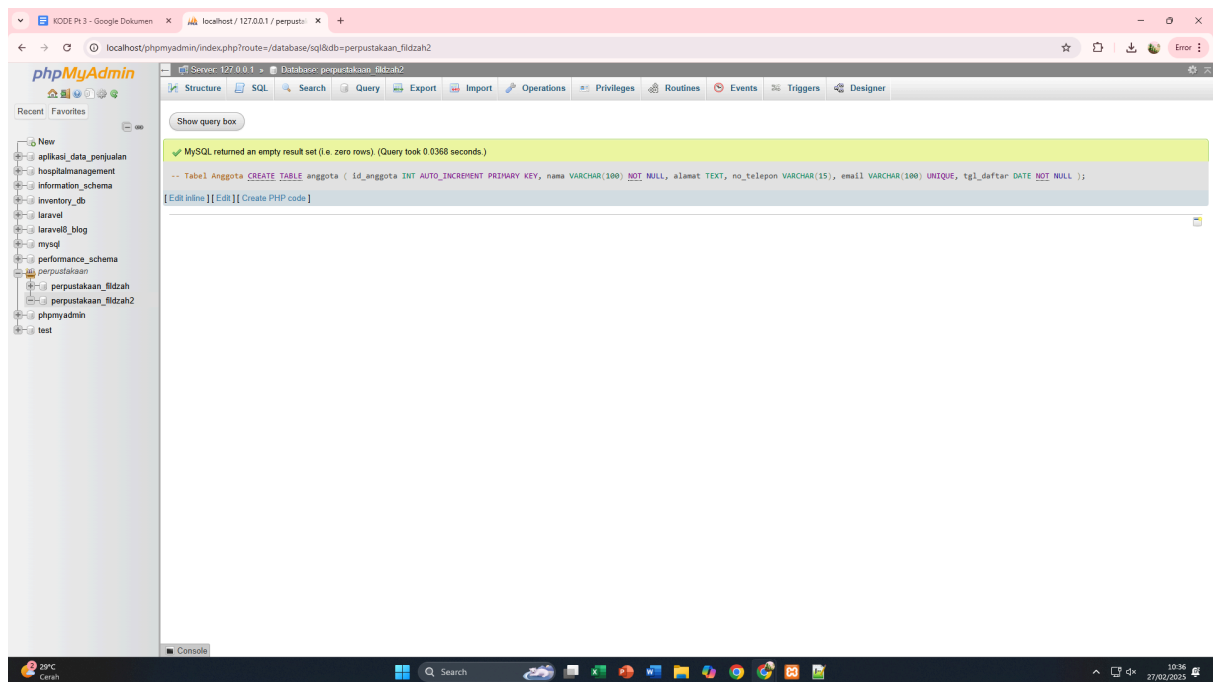 KODE Pt 3 - Google Dokumen
localhost / 127.0.0.1 / perpusta
localhost/phpmyadmin/index.php?route=/database/sql&db=perpustakaan_fildzah2
Error
phpMyAdmin
Recent Favorites
New
aplikasi_data_penjualan
hospitalmanagement
information_schema
inventory_db
laravel
laravel8_blog
mysql
performance_schema
perpustakaan
perpustakaan_fildzah
perpustakaan_fildzah2
phpmyadmin
test
Server: 127.0.0.1 » Database: perpustakaan_fildzah2
Structure SQL Search Query Export Import Operations Privileges Routines Events Triggers Designer
Show query box
MySQL returned an empty result set (i.e. zero rows). (Query took 0.0368 seconds.)
-- Tabel Anggota CREATE TABLE anggota ( id_anggota INT AUTO_INCREMENT PRIMARY KEY, nama VARCHAR(100) NOT NULL, alamat TEXT, no_telepon VARCHAR(15), email VARCHAR(100) UNIQUE, tgl_daftar DATE NOT NULL );
[ Edit inline ] [ Edit ] [ Create PHP code ]
Console
2
29°C
Cerah
Search
10:36
27/02/2025